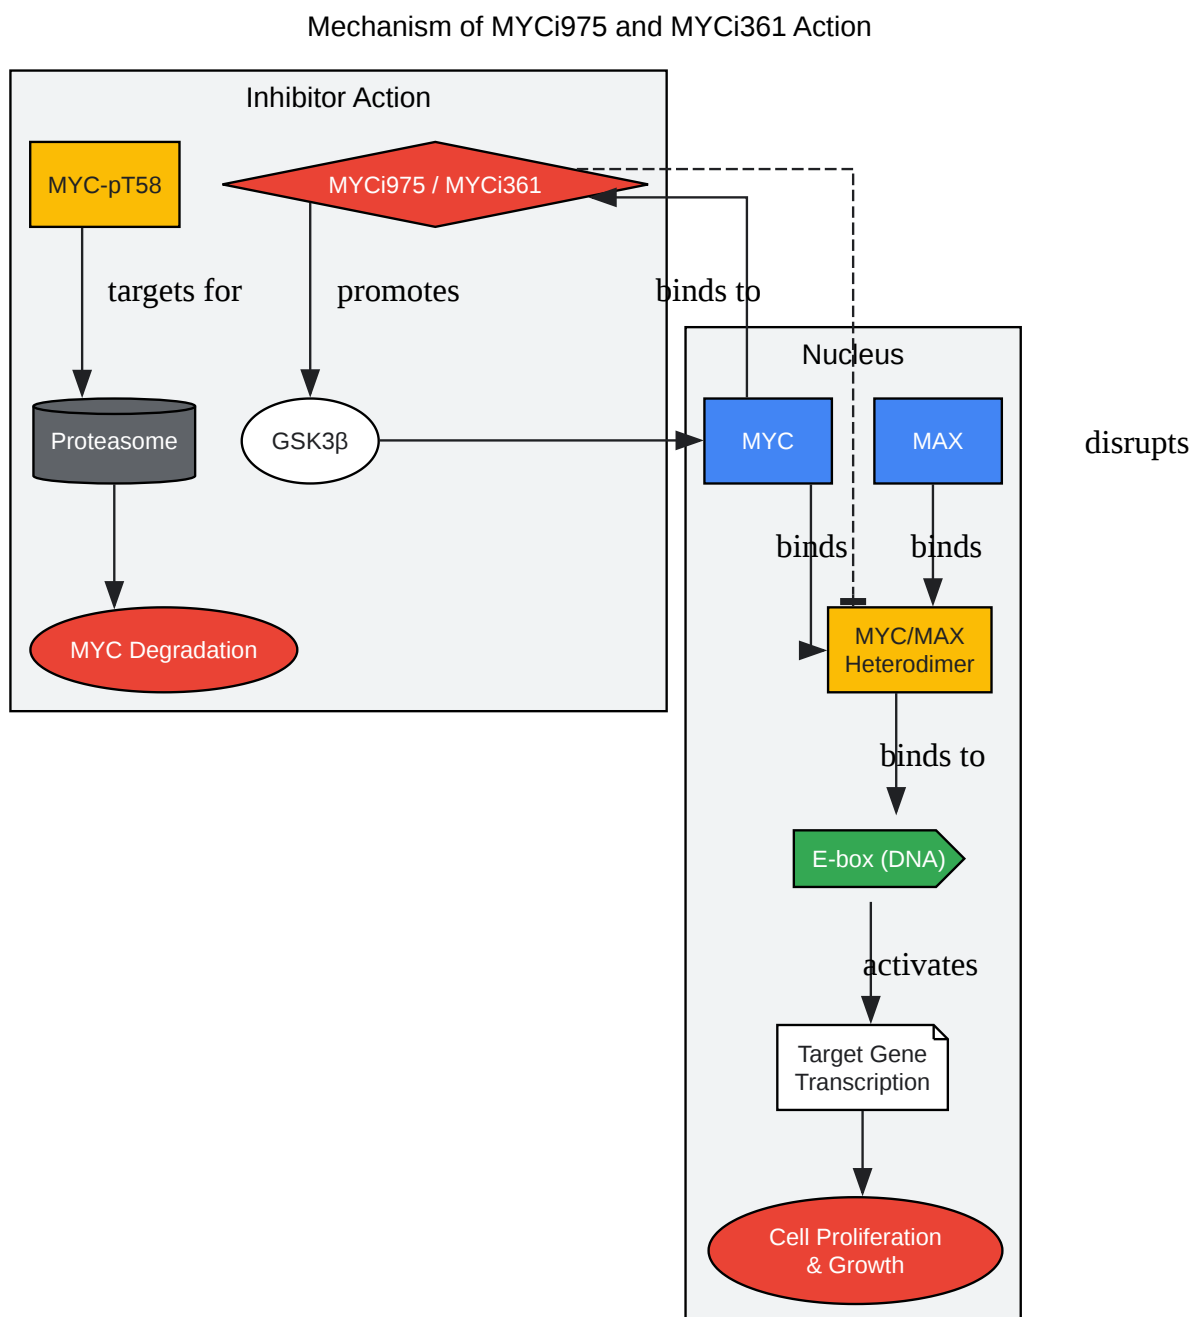 Mechanism of MYCi975 and MYCi361 Action
Inhibitor Action
MYC-pT58
MYCi975 / MYCi361
targets for
promotes
binds to
Nucleus
Proteasome
GSK3β
MYC
MAX
disrupts
binds
binds
MYC Degradation
MYC/MAX
Heterodimer
binds to
E-box (DNA)
activates
Target Gene
Transcription
Cell Proliferation
& Growth